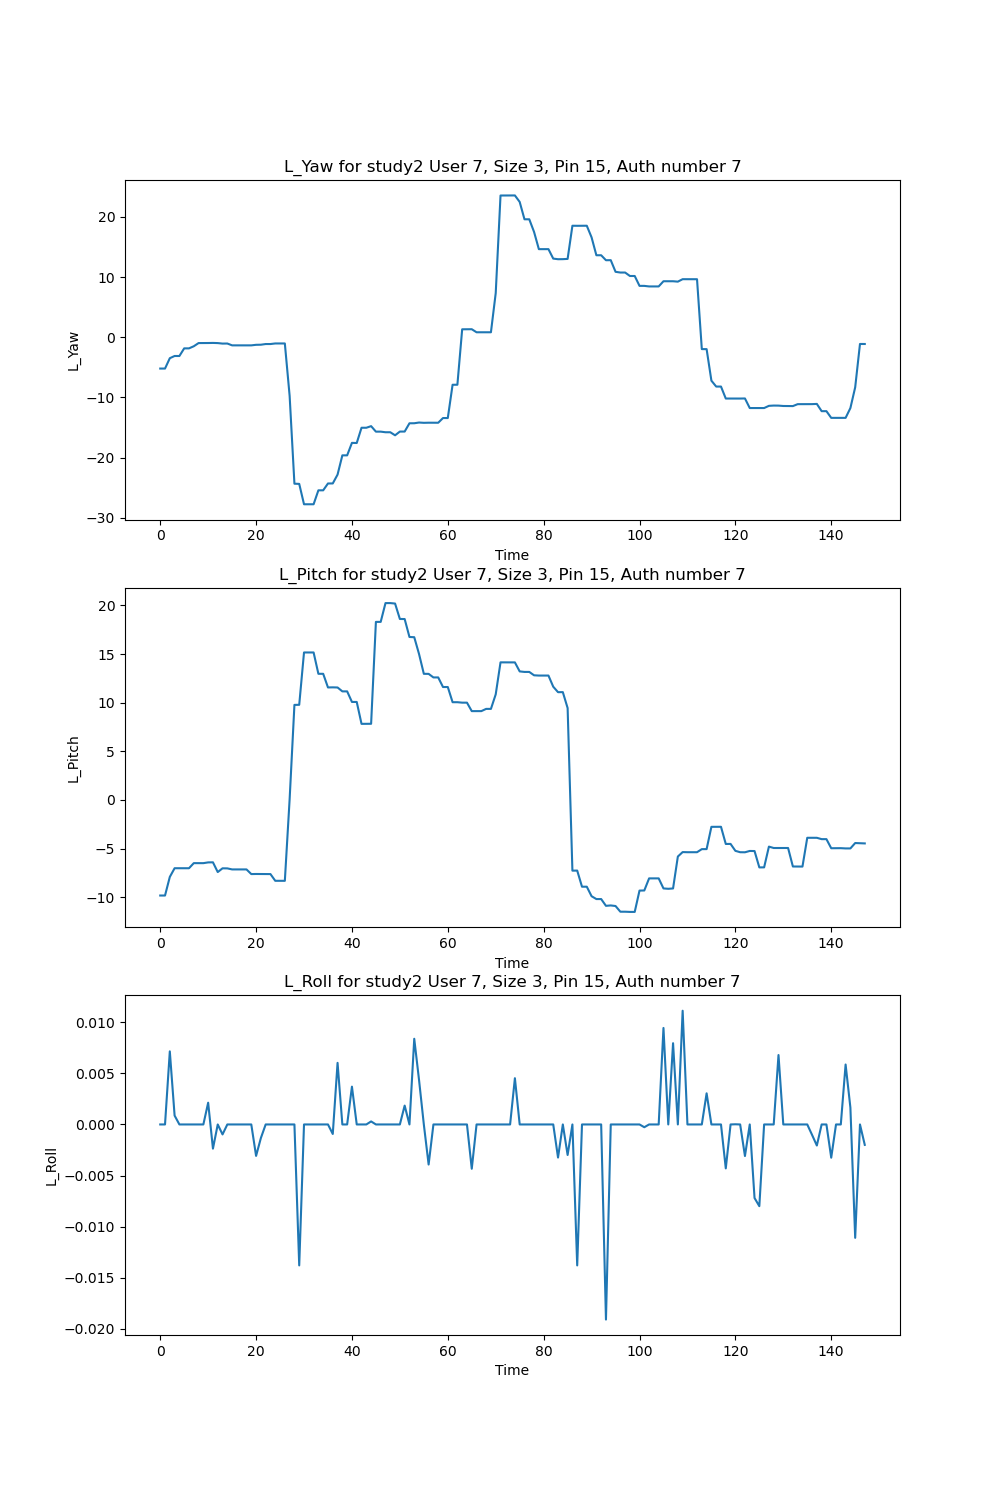 L_Yaw for study2 User 7, Size 3, Pin 15, Auth number 7
20
10
0
−10
−20
−30
L_Yaw
0 20 40 60 80 100 120 140
Time
L_Pitch for study2 User 7, Size 3, Pin 15, Auth number 7
20
15
10
5
0
−5
−10
L_Pitch
0 20 40 60 80 100 120 140
Time
L_Roll for study2 User 7, Size 3, Pin 15, Auth number 7
0.010
0.005
0.000
−0.005
−0.010
−0.015
−0.020
L_Roll
0 20 40 60 80 100 120 140
Time